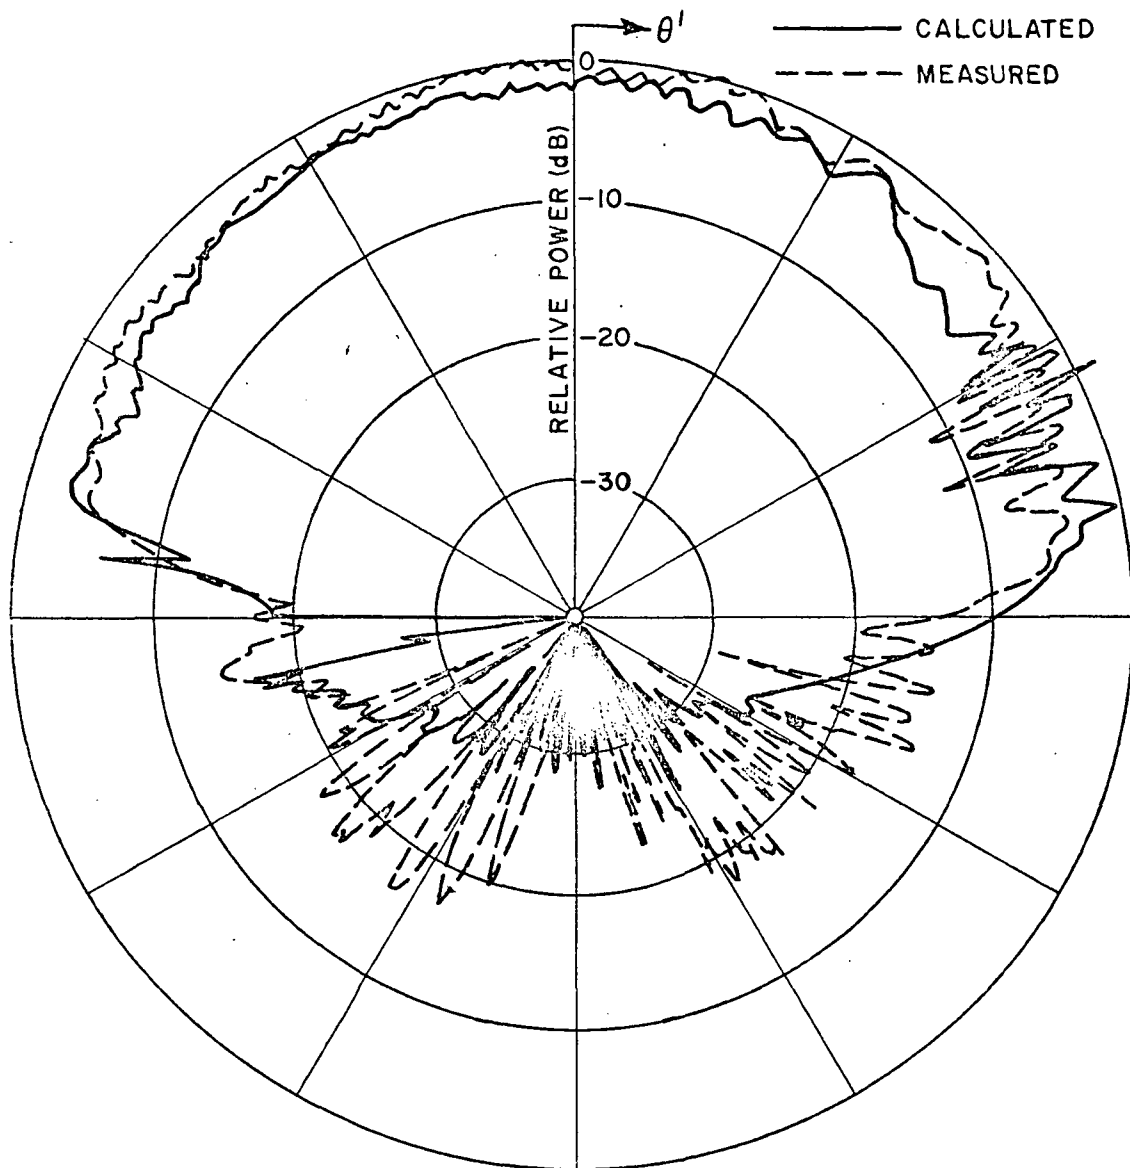 θ'
CALCULATED
MEASURED
0
-10
-20
-30
RELATIVE POWER (dB)